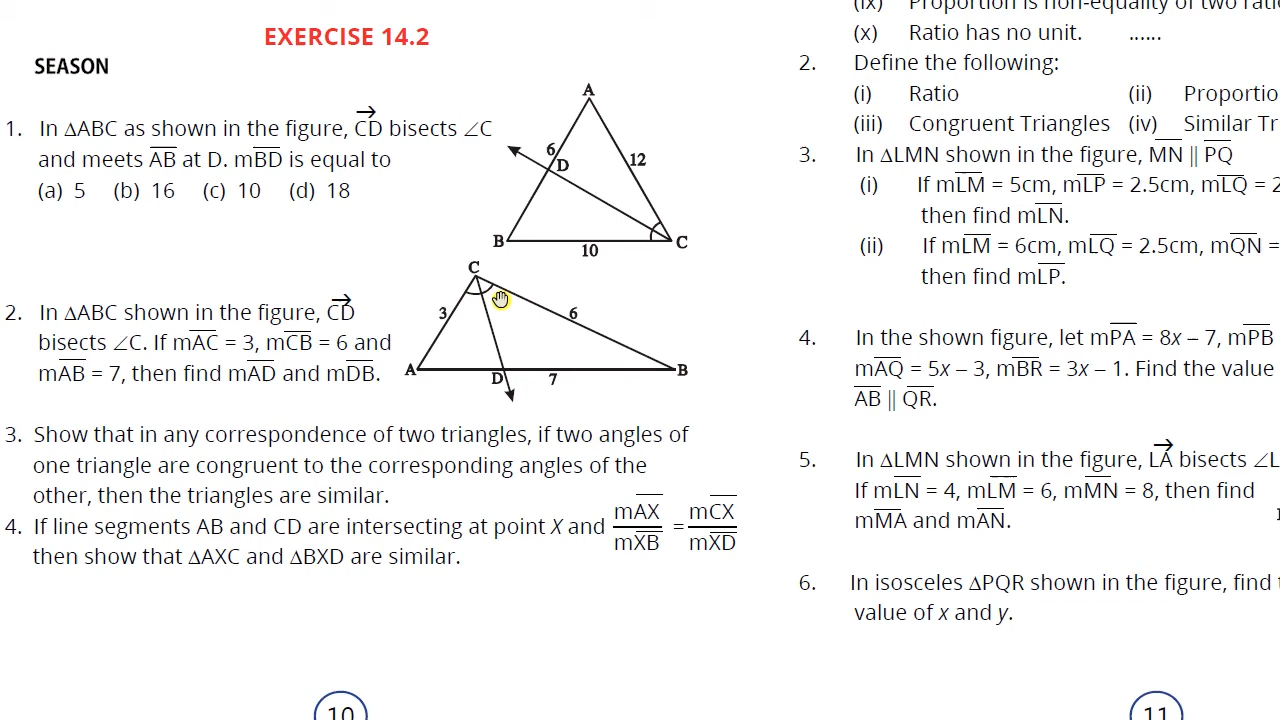 EXERCISE 14.2
SEASON
1. In ∆ABC as shown in the figure, CD bisects ∠C
and meets AB at D. mBD is equal to
(a) 5 (b) 16 (c) 10 (d) 18
A
6
D
12
B
10
C
2. In ∆ABC shown in the figure, CD
bisects ∠C. If mAC = 3, mCB = 6 and
mAB = 7, then find mAD and mDB.
C
3
6
A
D
7
B
3. Show that in any correspondence of two triangles, if two angles of
one triangle are congruent to the corresponding angles of the
other, then the triangles are similar.
4. If line segments AB and CD are intersecting at point X and mAX/mXB = mCX/mXD
then show that ∆AXC and ∆BXD are similar.
10
(ix) Proportion is non-equality of two
(x) Ratio has no unit. ......
2. Define the following:
(i) Ratio (ii) Proportio
(iii) Congruent Triangles (iv) Similar Tr
3. In ∆LMN shown in the figure, MN || PQ
(i) If mLM = 5cm, mLP = 2.5cm, mLQ = 2
then find mLN.
(ii) If mLM = 6cm, mLQ = 2.5cm, mQN =
then find mLP.
4. In the shown figure, let mPA = 8x – 7, mPB
mAQ = 5x – 3, mBR = 3x – 1. Find the value
AB || QR.
5. In ∆LMN shown in the figure, LA bisects ∠L
If mLN = 4, mLM = 6, mMN = 8, then find
mMA and mAN.
6. In isosceles ∆PQR shown in the figure, find
value of x and y.
11